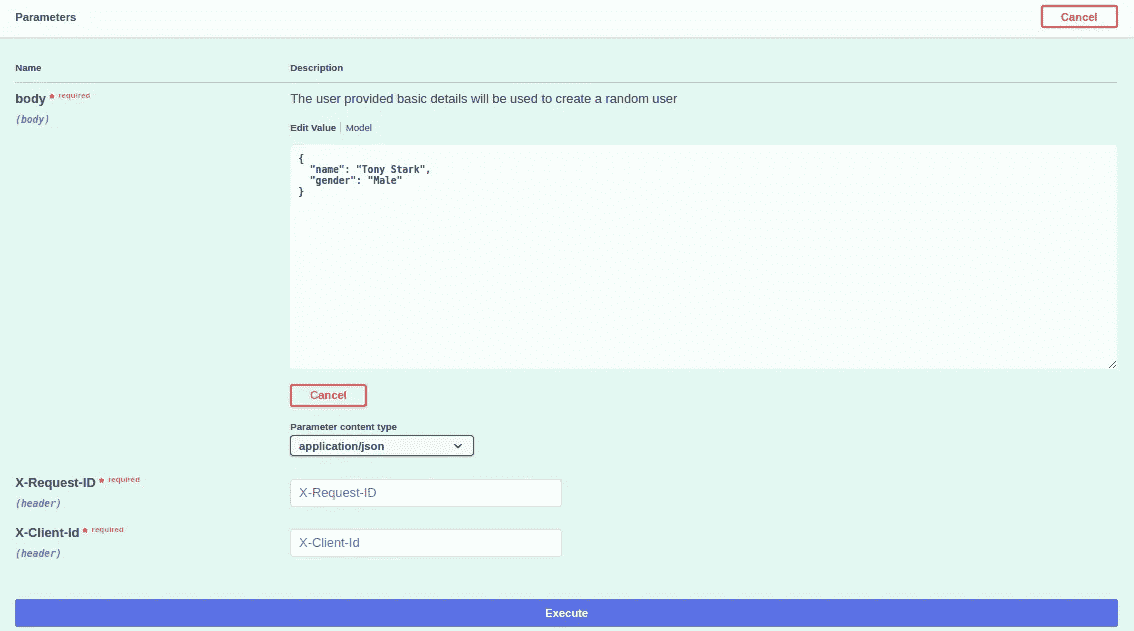 Parameters
Cancel
Name
Description
body * required
(body)
The user provided basic details will be used to create a random user
Edit Value | Model
{
  "name": "Tony Stark",
  "gender": "Male"
}
Cancel
Parameter content type
application/json
X-Request-ID * required
(header)
X-Request-ID
X-Client-Id * required
(header)
X-Client-Id
Execute